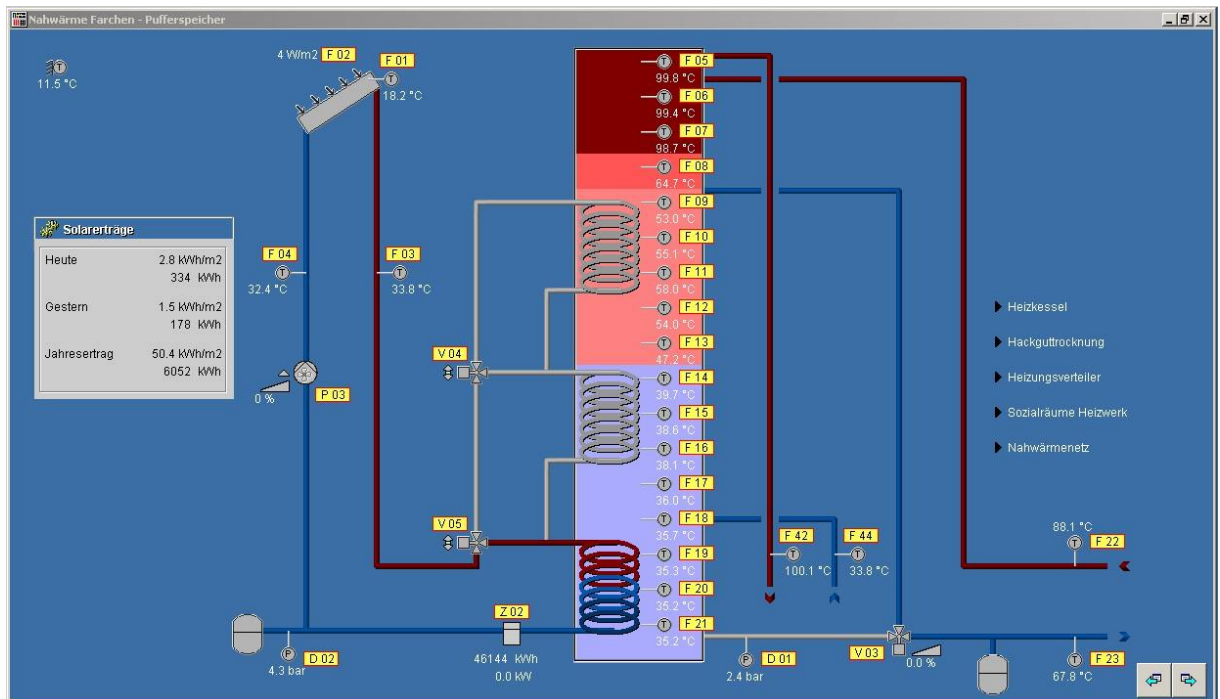 Nahwärme Farchen - Pufferspeicher
11.5 °C
4 W/m2 F 02
F 01
18.2 °C
F 05
99.8 °C
F 06
99.4 °C
F 07
98.7 °C
F 08
64.7 °C
F 09
53.0 °C
F 10
55.1 °C
F 11
58.0 °C
F 12
54.0 °C
F 13
47.2 °C
F 14
39.7 °C
F 15
38.6 °C
F 16
38.1 °C
F 17
36.0 °C
F 18
35.7 °C
F 19
35.3 °C
F 20
35.2 °C
F 21
35.2 °C
Solarerträge
Heute 2.8 kWh/m2
334 kWh
Gestern 1.5 kWh/m2
178 kWh
Jahresertrag 50.4 kWh/m2
6052 kWh
F 04
32.4 °C
F 03
33.8 °C
P 03
0 %
V 04
V 05
Z 02
46144 kWh
0.0 kW
D 02
4.3 bar
Heizkessel
Hackguttrocknung
Heizungsverteiler
Sozialräume Heizwerk
Nahwärmenetz
F 42
100.1 °C
F 44
33.8 °C
88.1 °C
F 22
D 01
2.4 bar
V 03
0.0 %
F 23
67.8 °C